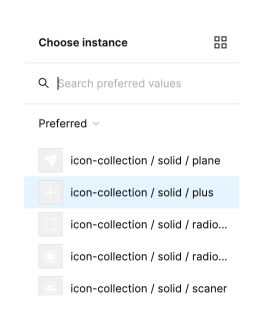 Choose instance
Search preferred values
Preferred
icon-collection / solid / plane
icon-collection / solid / plus
icon-collection / solid / radio...
icon-collection / solid / radio...
icon-collection / solid / scaner